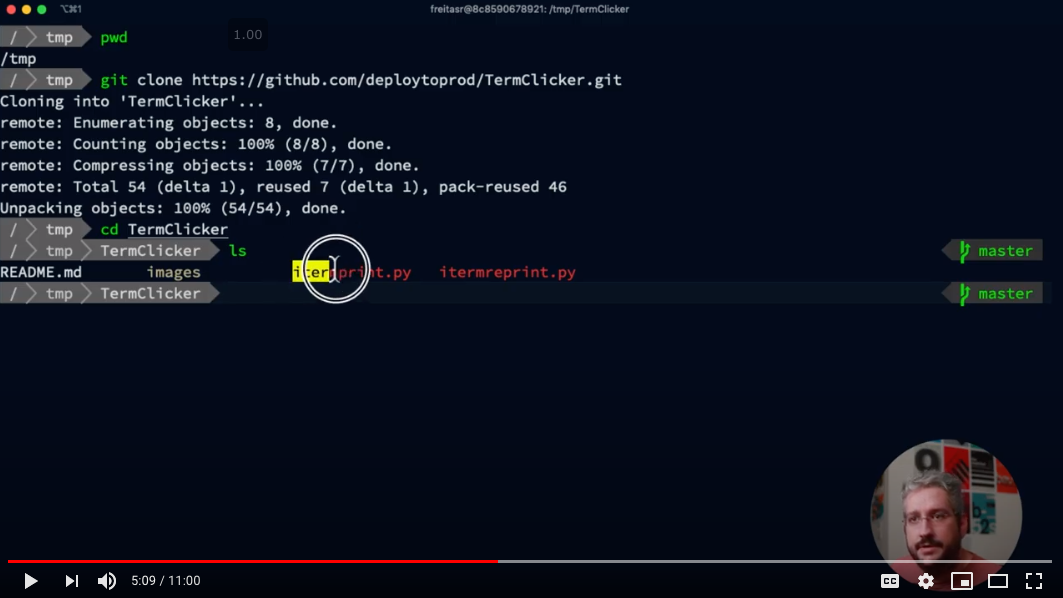 ⌥⌘1 freitasr@8c8590678921: /tmp/TermClicker
/ tmp pwd 1.00
/tmp
/ tmp git clone https://github.com/deploytoprod/TermClicker.git
Cloning into 'TermClicker'...
remote: Enumerating objects: 8, done.
remote: Counting objects: 100% (8/8), done.
remote: Compressing objects: 100% (7/7), done.
remote: Total 54 (delta 1), reused 7 (delta 1), pack-reused 46
Unpacking objects: 100% (54/54), done.
/ tmp cd TermClicker
/ tmp TermClicker ls master
README.md images itermprint.py itermreprint.py
/ tmp TermClicker master
5:09 / 11:00 CC